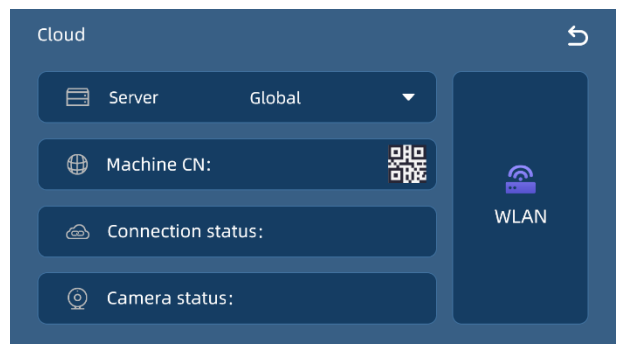 Cloud
Server Global
Machine CN:
Connection status:
Camera status:
WLAN